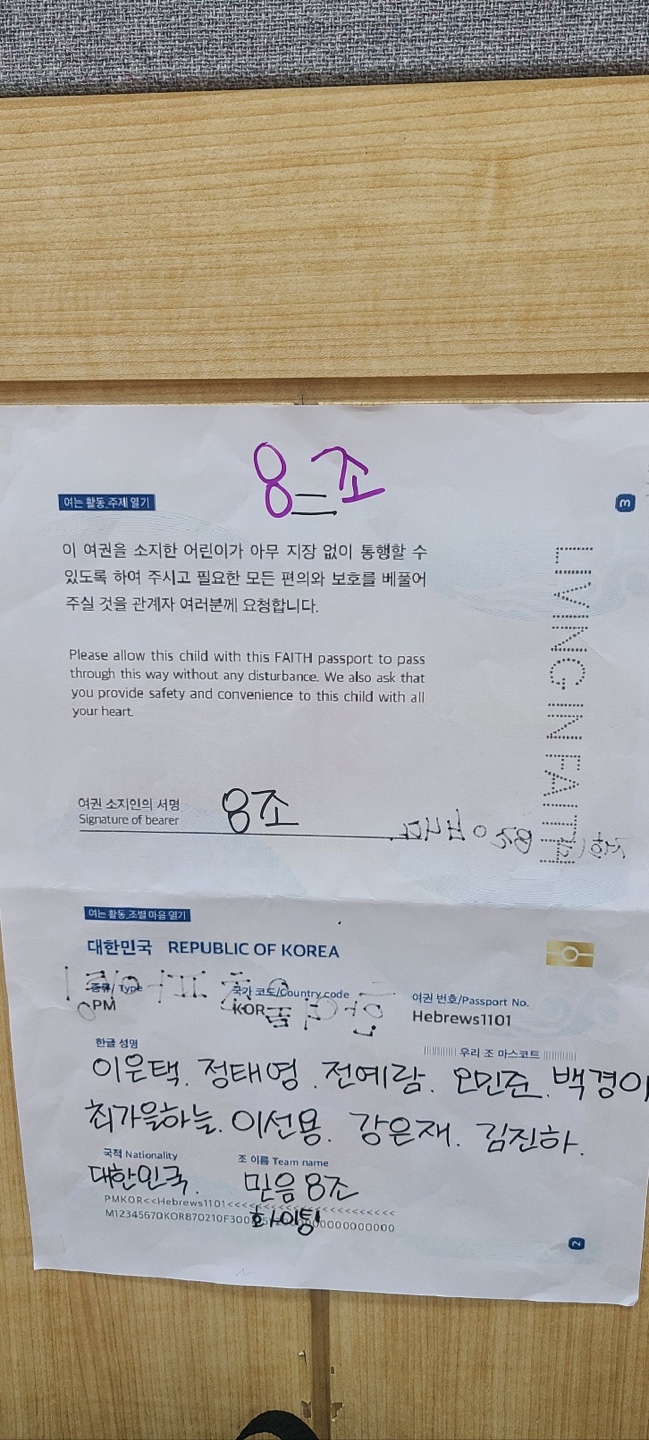 8조
여는 활동_주제 열기
3
이 여권을 소지한 어린이가 아무 지장 없이 통행할 수
있도록 하여 주시고 필요한 모든 편의와 보호를 베풀어
주실 것을 관계자 여러분께 요청합니다.
LIVING IN FAITH
Please allow this child with this FAITH passport to pass
through this way without any disturbance. We also ask that
you provide safety and convenience to this child with all
your heart.
여권 소지인의 서명
Signature of bearer
8조
여는 활동_조별 마음 열기
대한민국 REPUBLIC OF KOREA
종류/ Type
국가 코드/Country code
여권 번호/Passport No.
PM
KOR
Hebrews1101
한글 성명
우리 조 마스코트
이은택. 정태영. 전예람. 오민준. 백경이
최가을하늘. 이선용. 강은재. 김진하.
국적 Nationality
조 이름 Team name
대한민국.
믿음 8조
화이팅
PMKOR<<Hebrews1101<<<<<<<<<<<<<<<<<<<<<<<<<
2